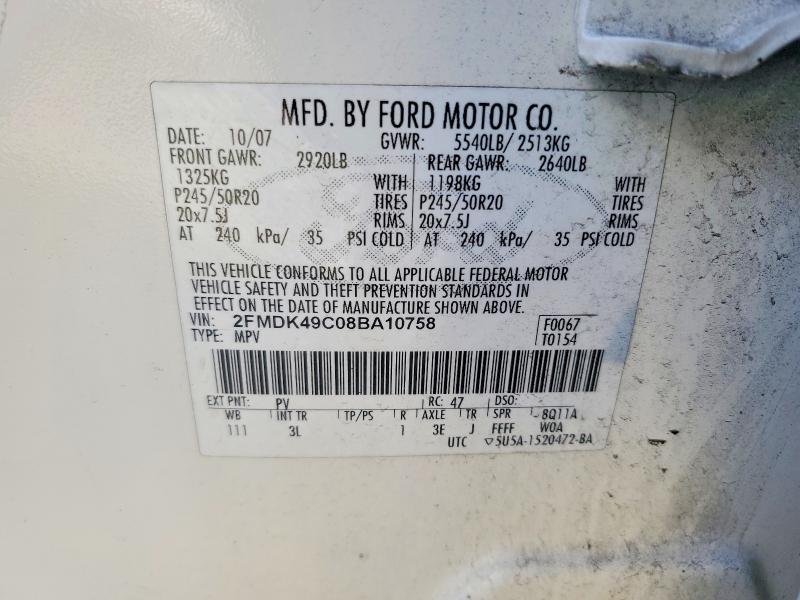 MFD. BY FORD MOTOR CO.
DATE: 10/07 GVWR: 5540LB/ 2513KG
FRONT GAWR: 2920LB REAR GAWR: 2640LB
1325KG WITH 1198KG WITH
P245/50R20 TIRES P245/50R20 TIRES
20x7.5J RIMS 20x7.5J RIMS
AT 240 kPa/ 35 PSI COLD AT 240 kPa/ 35 PSI COLD
THIS VEHICLE CONFORMS TO ALL APPLICABLE FEDERAL MOTOR
VEHICLE SAFETY AND THEFT PREVENTION STANDARDS IN
EFFECT ON THE DATE OF MANUFACTURE SHOWN ABOVE.
VIN: 2FMDK49C08BA10758 F0067
TYPE: MPV T0154
EXT PNT: PV RC: 47 DSO:
WB INT TR TP/PS R AXLE TR SPR 8Q11A
111 3L 1 3E J FFFF WOA
UTC 5U5A-1520472-BA